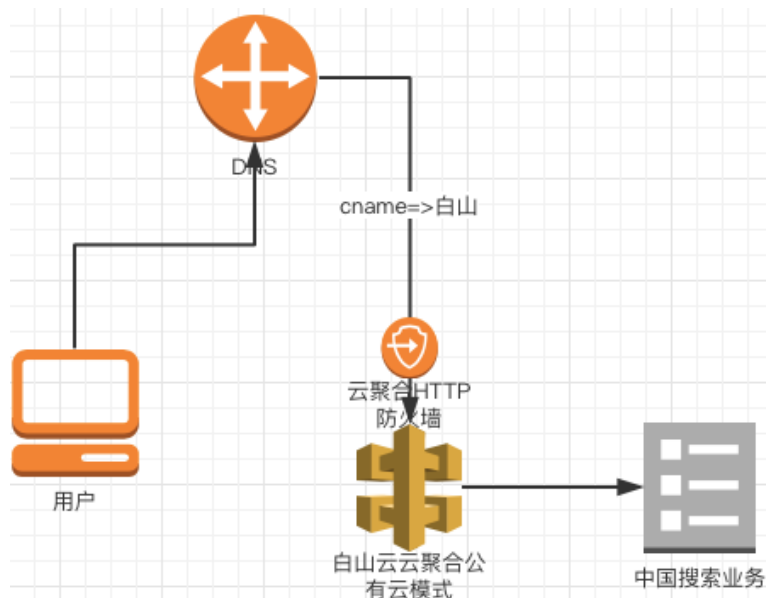 DNS
cname=>白山
云聚合HTTP
防火墙
用户
白山云云聚合公
有云模式
中国搜索业务